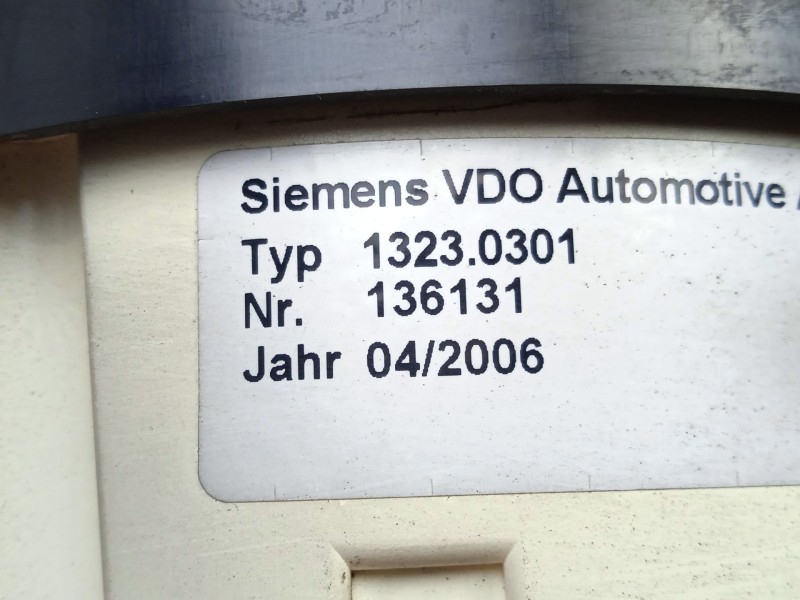 Siemens VDO Automotive
Typ 1323.0301
Nr. 136131
Jahr 04/2006